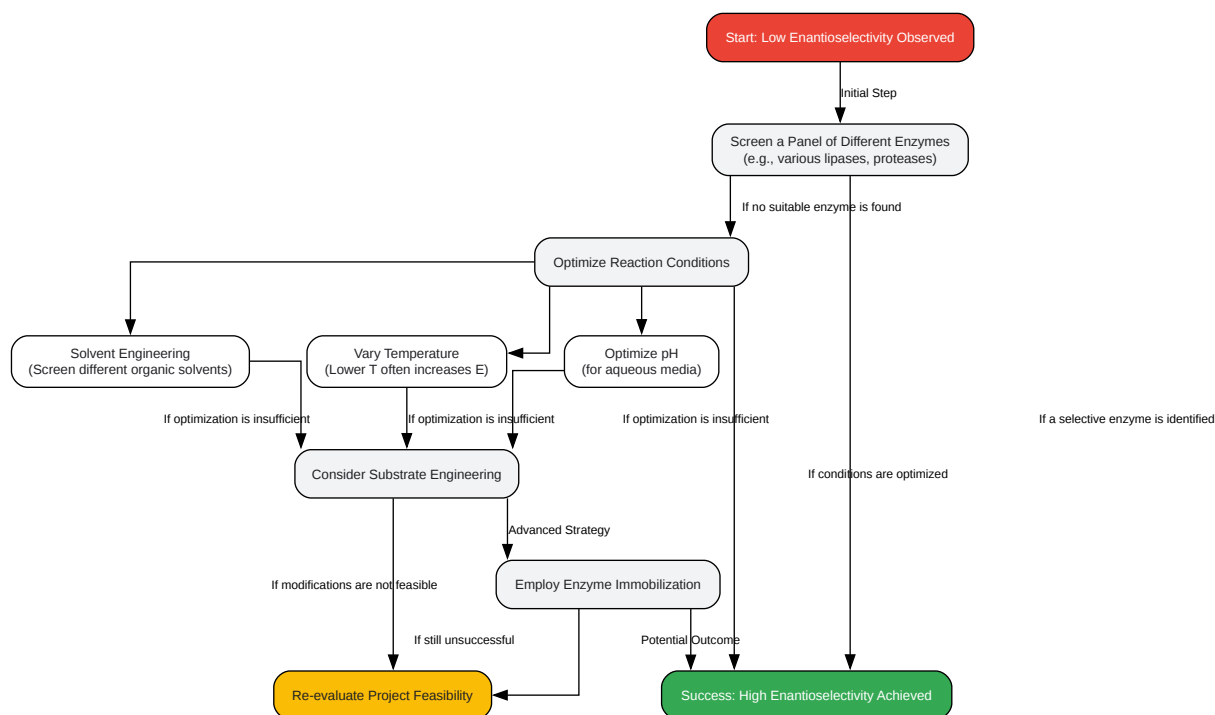 Start: Low Enantioselectivity Observed
Initial Step
Screen a Panel of Different Enzymes
(e.g., various lipases, proteases)
If no suitable enzyme is found
Optimize Reaction Conditions
Solvent Engineering
(Screen different organic solvents)
Vary Temperature
(Lower T often increases E)
Optimize pH
(for aqueous media)
If optimization is insufficient
If optimization is insufficient
If optimization is insufficient
If a selective enzyme is identified
Consider Substrate Engineering
If conditions are optimized
Advanced Strategy
If modifications are not feasible
Employ Enzyme Immobilization
If still unsuccessful
Potential Outcome
Re-evaluate Project Feasibility
Success: High Enantioselectivity Achieved